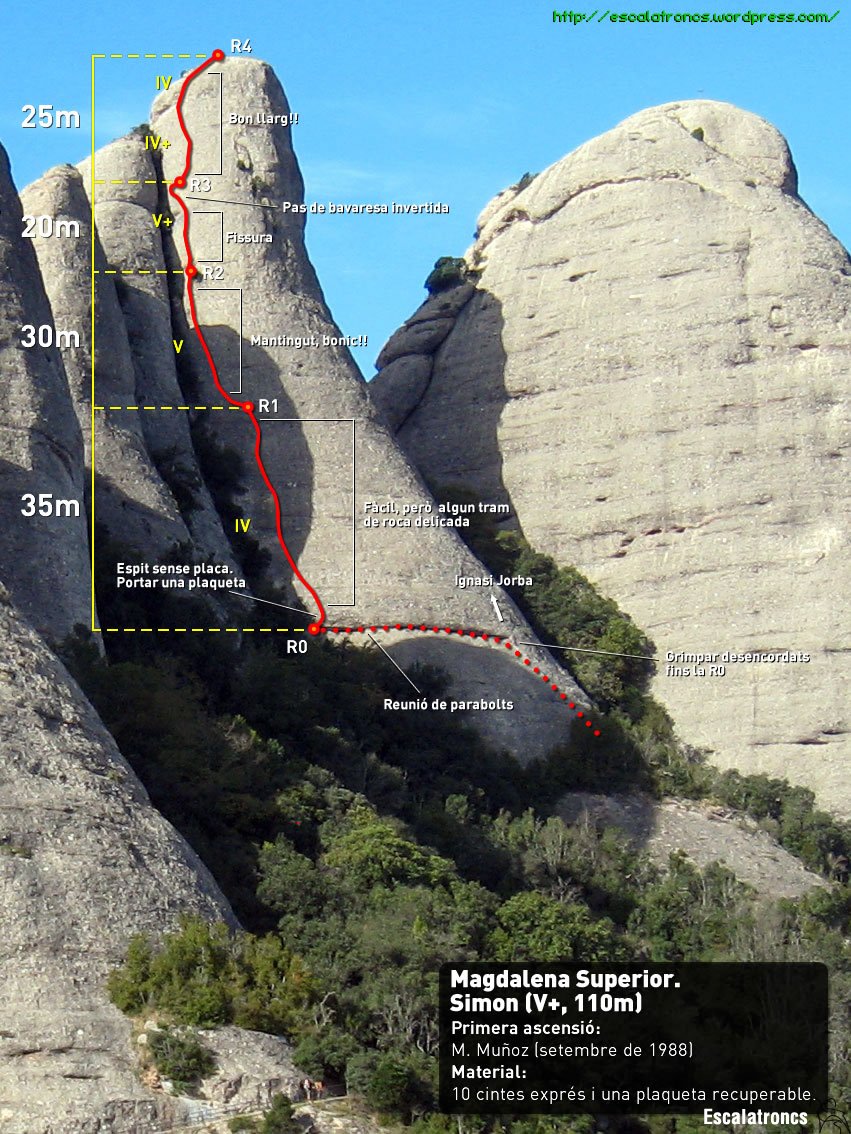 http://escalatroncs.wordpress.com/
R4
IV
25m
Bon llarg!!
IV+
R3
Pas de bavaresa invertida
V+
20m
Fissura
R2
30m
Mantingut, bonic!!
V
R1
35m
Fàcil, però algun tram
de roca delicada
IV
Espit sense placa.
Portar una plaqueta
Ignasi Jorba
R0
Grimpar desencordats
fins la R0
Reunió de parabolts
Magdalena Superior.
Simon (V+, 110m)
Primera ascensió:
M. Muñoz (setembre de 1988)
Material:
10 cintes exprés i una plaqueta recuperable.
Escalatroncs